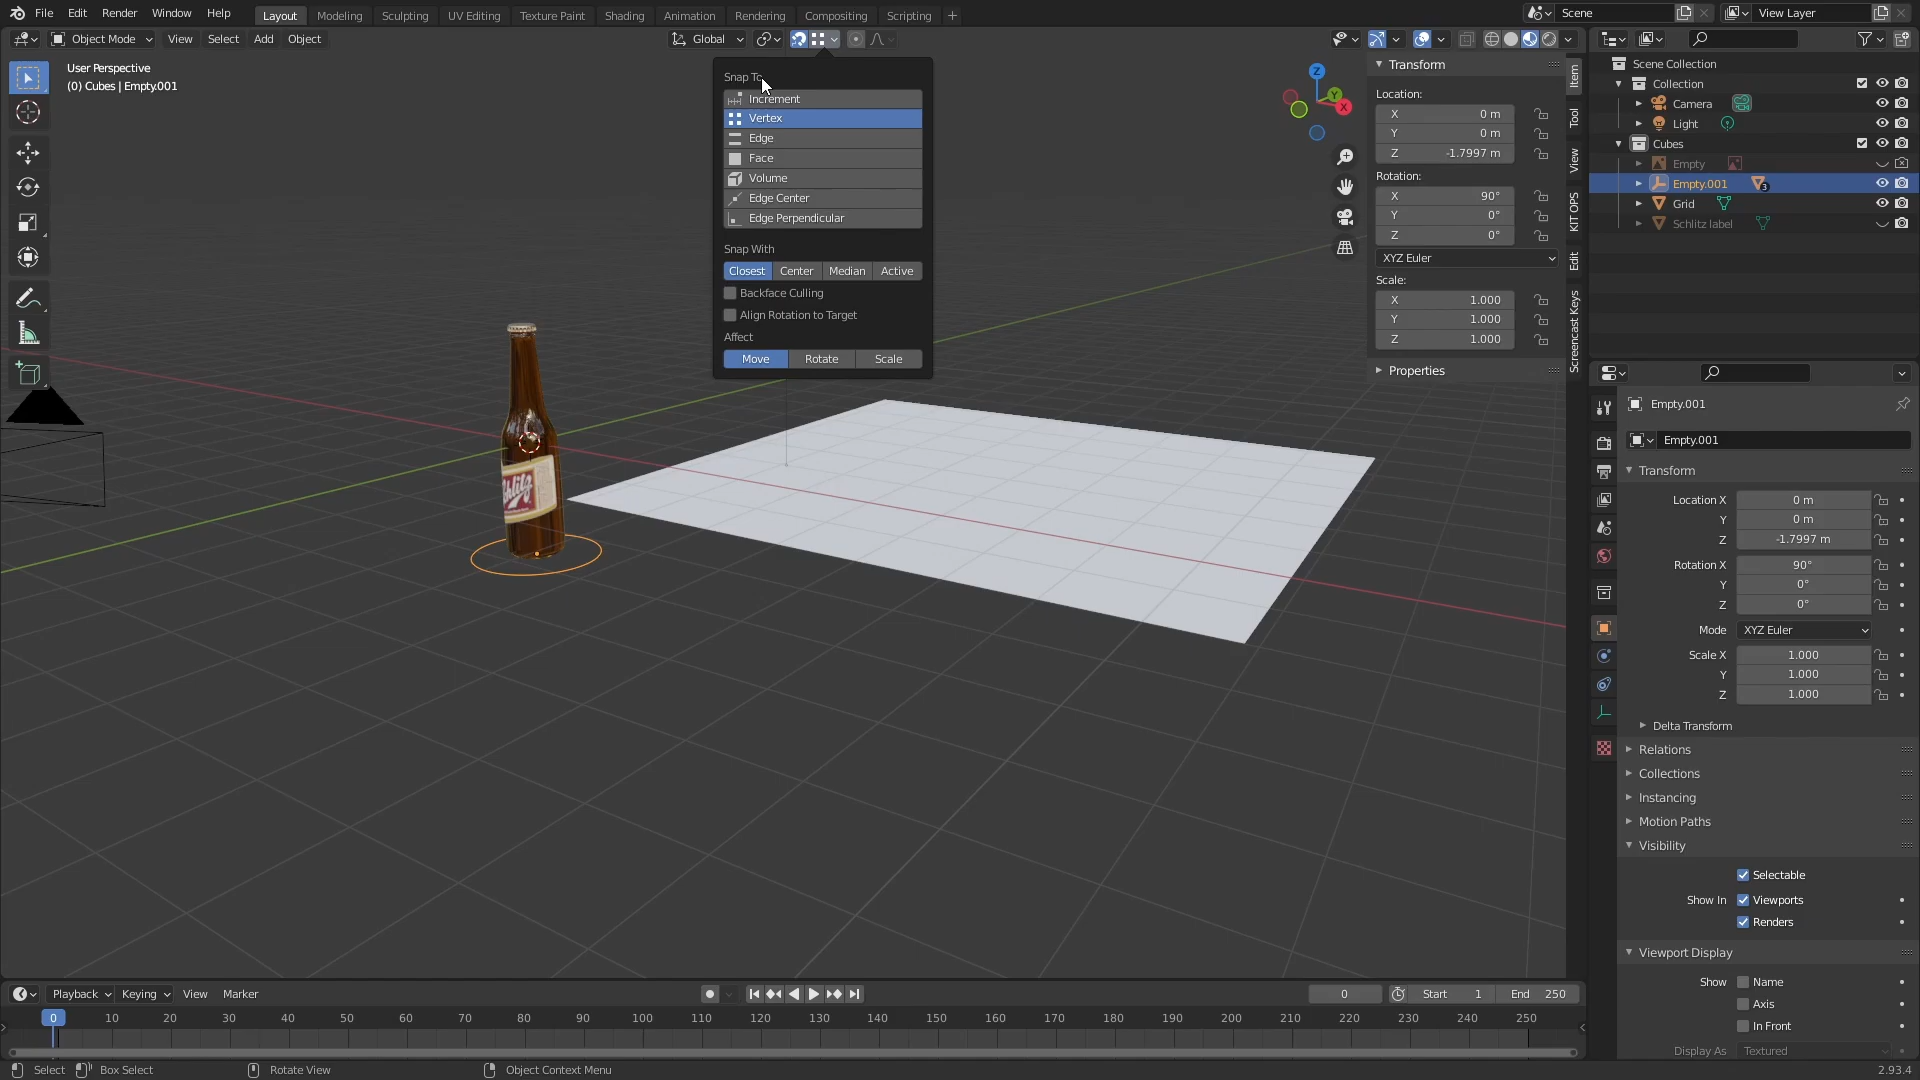 File Edit Render Window Help Layout Modeling Sculpting UV Editing Texture Paint Shading Animation Rendering Compositing Scripting + Scene View Layer
Object Mode View Select Add Object Global
User Perspective
(0) Cubes | Empty.001
Snap To
Increment
Vertex
Edge
Face
Volume
Edge Center
Edge Perpendicular
Snap With
Closest Center Median Active
Backface Culling
Align Rotation to Target
Affect
Move Rotate Scale
Schlitz
Z
Y
X
Transform
Location:
X 0 m
Y 0 m
Z -1.7997 m
Rotation:
X 90°
Y 0°
Z 0°
XYZ Euler
Scale:
X 1.000
Y 1.000
Z 1.000
Properties
Item
Tool
View
KIT OPS
Edit
Screencast Keys
Scene Collection
Collection
Camera
Light
Cubes
Empty
Empty.001 3
Grid
Schlitz label
Empty.001
Empty.001
Transform
Location X 0 m
Y 0 m
Z -1.7997 m
Rotation X 90°
Y 0°
Z 0°
Mode XYZ Euler
Scale X 1.000
Y 1.000
Z 1.000
Delta Transform
Relations
Collections
Instancing
Motion Paths
Visibility
Selectable
Show In Viewports
Renders
Viewport Display
Show Name
Axis
In Front
Display As Textured
Playback Keying View Marker 0 Start 1 End 250
0 10 20 30 40 50 60 70 80 90 100 110 120 130 140 150 160 170 180 190 200 210 220 230 240 250
Select Box Select Rotate View Object Context Menu 2.93.4